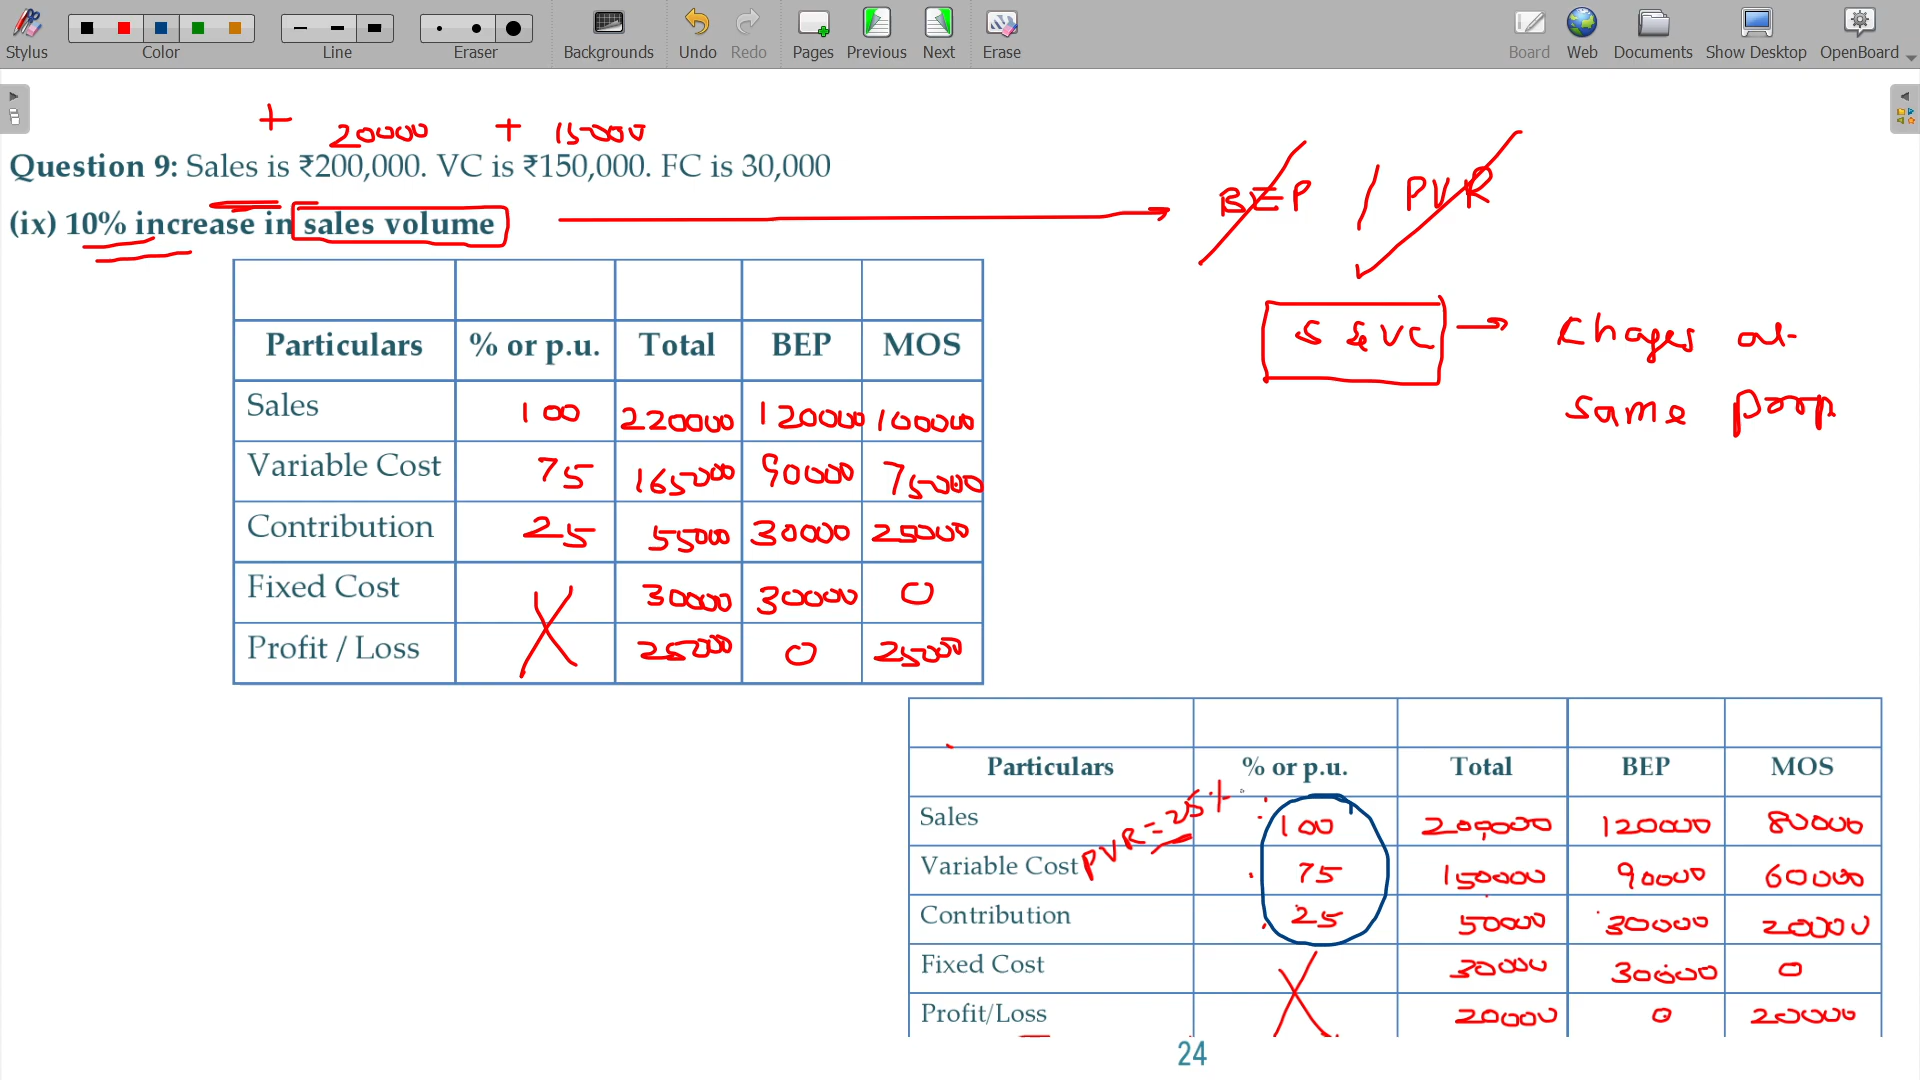 Stylus
Color
Line
Eraser
Backgrounds
Undo
Redo
Pages
Previous
Next
Erase
Board
Web
Documents
Show Desktop
OpenBoard
+ 20000 + 15000
Question 9: Sales is ₹200,000. VC is ₹150,000. FC is 30,000
(ix) 10% increase in sales volume
BEP / PVR
S & VC → Chages at
same prop
Particulars % or p.u. Total BEP MOS
Sales 100 220000 120000 100000
Variable Cost 75 165000 90000 75000
Contribution 25 55000 30000 25000
Fixed Cost 30000 30000 0
Profit / Loss 25000 0 25000
Particulars % or p.u. Total BEP MOS
PVR = 25%
Sales 100 200000 120000 80000
Variable Cost 75 150000 90000 60000
Contribution 25 50000 30000 20000
Fixed Cost 30000 30000 0
Profit/Loss 20000 0 20000
24